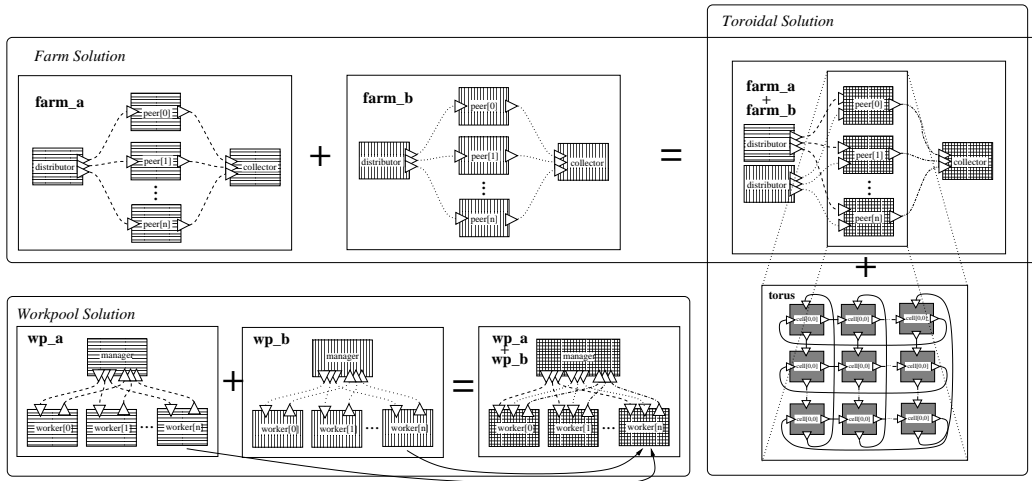 Toroidal Solution
Farm Solution
farm_a
peer[0]
distributor
peer[1]
collector
peer[n]
+
farm_b
peer[0]
distributor
peer[1]
collector
peer[n]
=
farm_a
+
farm_b
peer[0]
distributor
peer[1]
collector
distributor
peer[n]
+
torus
cell[0,0]
cell[0,0]
cell[0,0]
cell[0,0]
cell[0,0]
cell[0,0]
cell[0,0]
cell[0,0]
cell[0,0]
Workpool Solution
wp_a
manager
worker[0]
worker[1]
worker[n]
+
wp_b
manager
worker[0]
worker[1]
worker[n]
=
wp_a
+
wp_b
manager
worker[0]
worker[1]
worker[n]